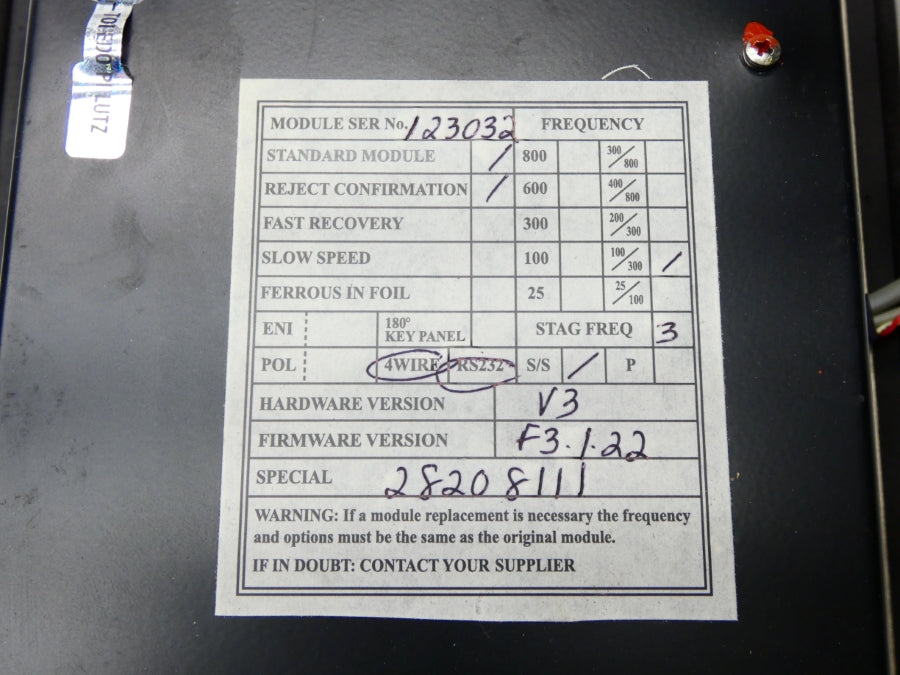 TOLEDO
LUTZ
MODULE SER No. 123032 FREQUENCY
STANDARD MODULE / 800 300/800
REJECT CONFIRMATION / 600 400/800
FAST RECOVERY 300 200/300
SLOW SPEED 100 100/300 /
FERROUS IN FOIL 25 25/100
ENI 180° KEY PANEL STAG FREQ 3
POL 4WIRE RS232 S/S / P
HARDWARE VERSION V3
FIRMWARE VERSION F3.1.22
SPECIAL 28208111
WARNING: If a module replacement is necessary the frequency
and options must be the same as the original module.
IF IN DOUBT: CONTACT YOUR SUPPLIER